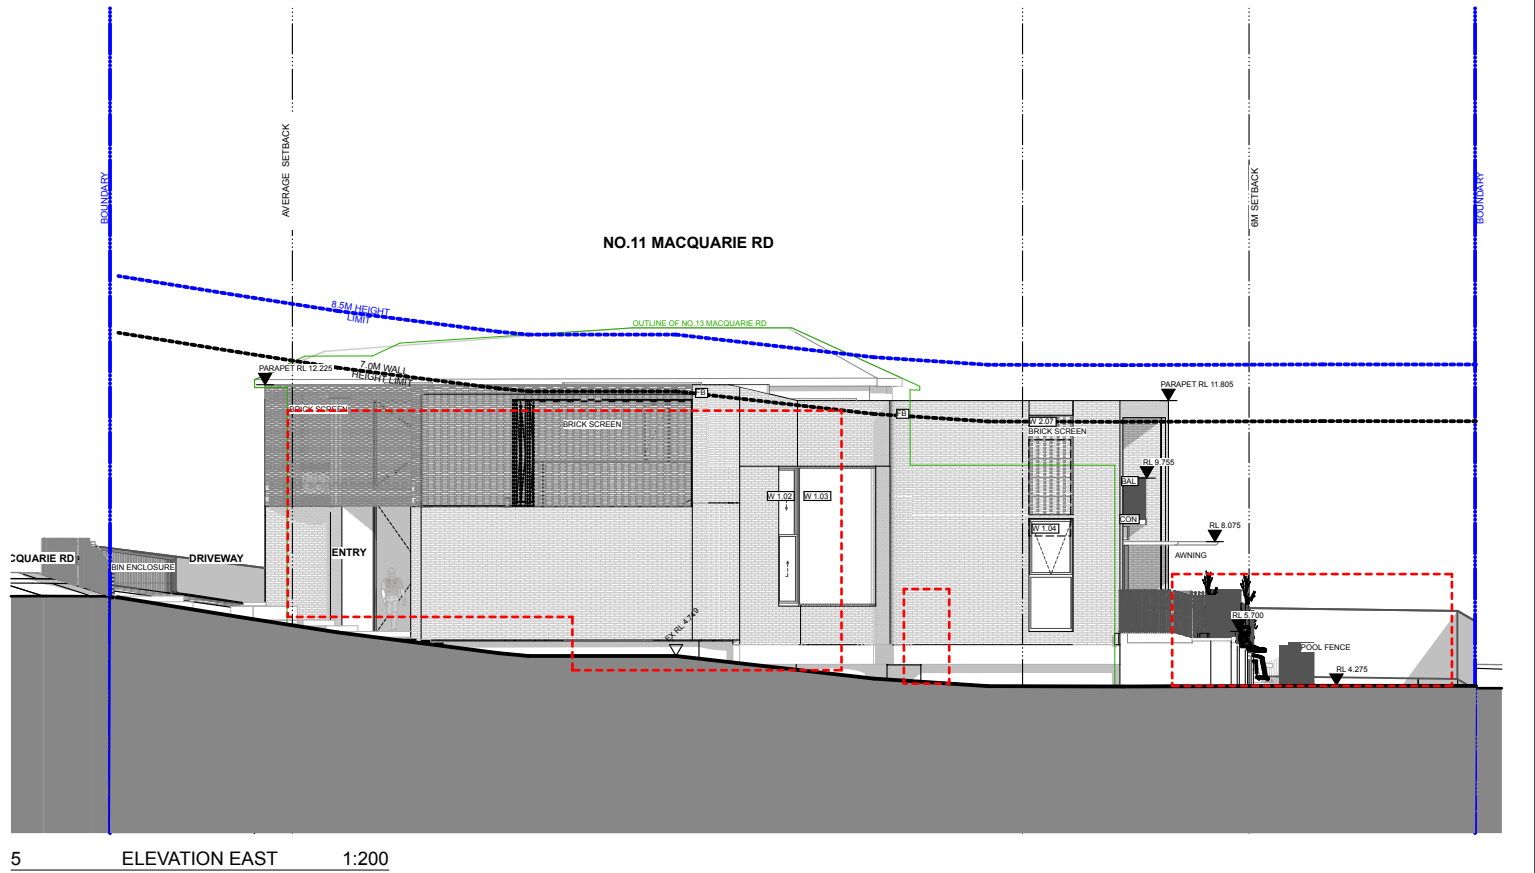 BOUNDARY
AVERAGE SETBACK
6M SETBACK
BOUNDARY
NO.11 MACQUARIE RD
8.5M HEIGHT
LIMIT
OUTLINE OF NO.13 MACQUARIE RD
7.0M WALL
HEIGHT LIMIT
PARAPET RL 12.225
PARAPET RL 11.805
FB
FB
BRICK SCREEN
BRICK SCREEN
W 2.07
BRICK SCREEN
RL 9.755
BAL
W 1.02
W 1.03
CON
W 1.04
RL 8.075
AWNING
CQUARIE RD
DRIVEWAY
BIN ENCLOSURE
ENTRY
EX RL 4.749
RL 5.700
POOL FENCE
RL 4.275
5 ELEVATION EAST 1:200